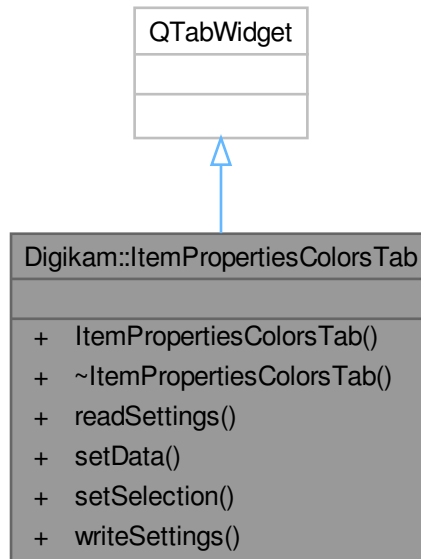 QTabWidget
Digikam::ItemPropertiesColorsTab
+ ItemPropertiesColorsTab()
+ ~ItemPropertiesColorsTab()
+ readSettings()
+ setData()
+ setSelection()
+ writeSettings()